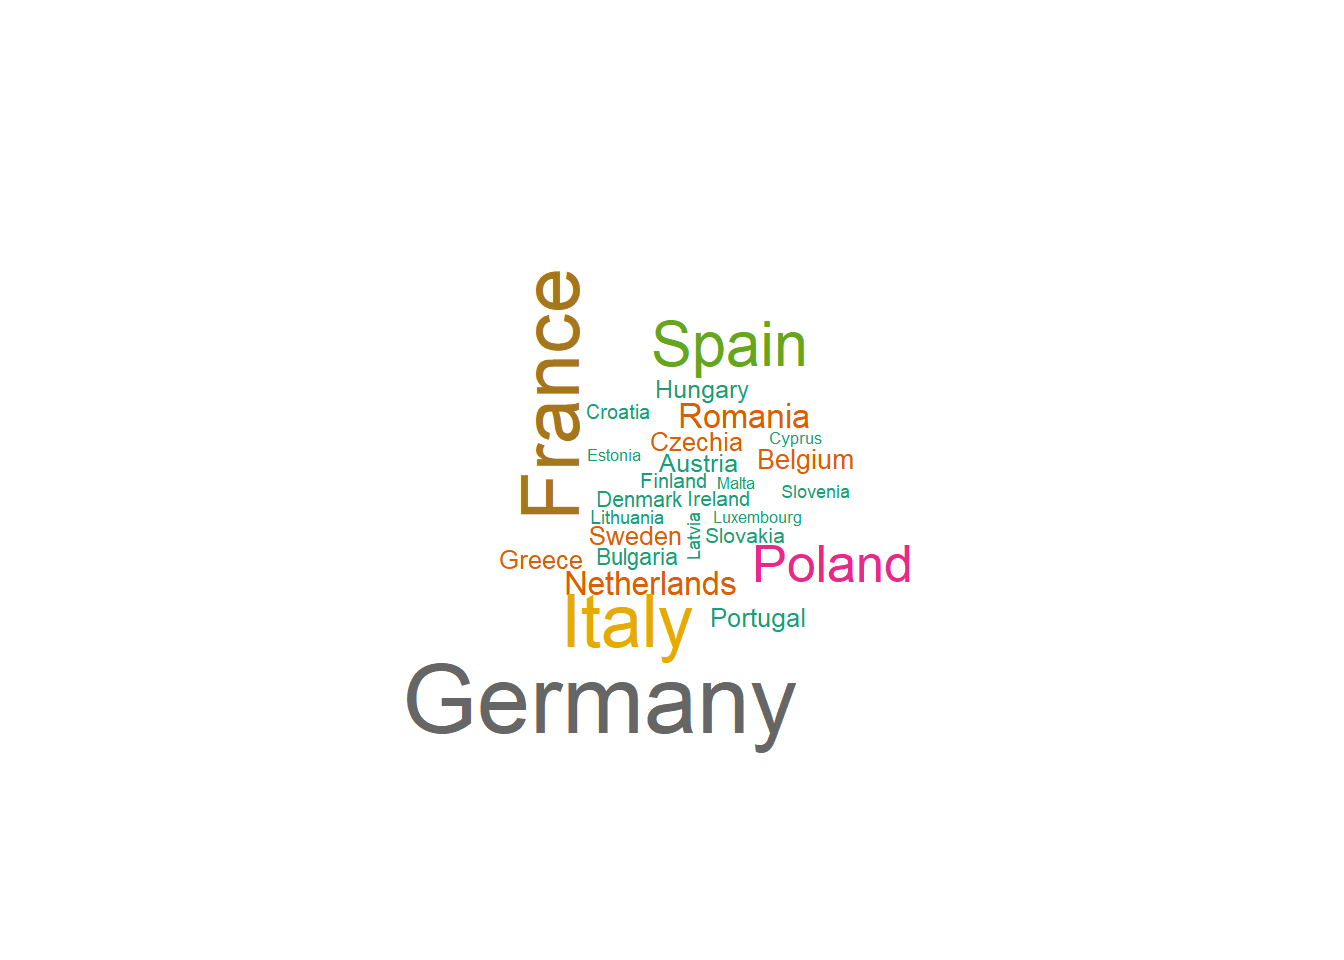 France
Spain
Hungary
Croatia
Romania
Czechia
Cyprus
Estonia
Austria
Belgium
Finland
Malta
Slovenia
Denmark
Ireland
Lithuania
Latvia
Luxembourg
Sweden
Slovakia
Greece
Bulgaria
Poland
Netherlands
Italy
Portugal
Germany